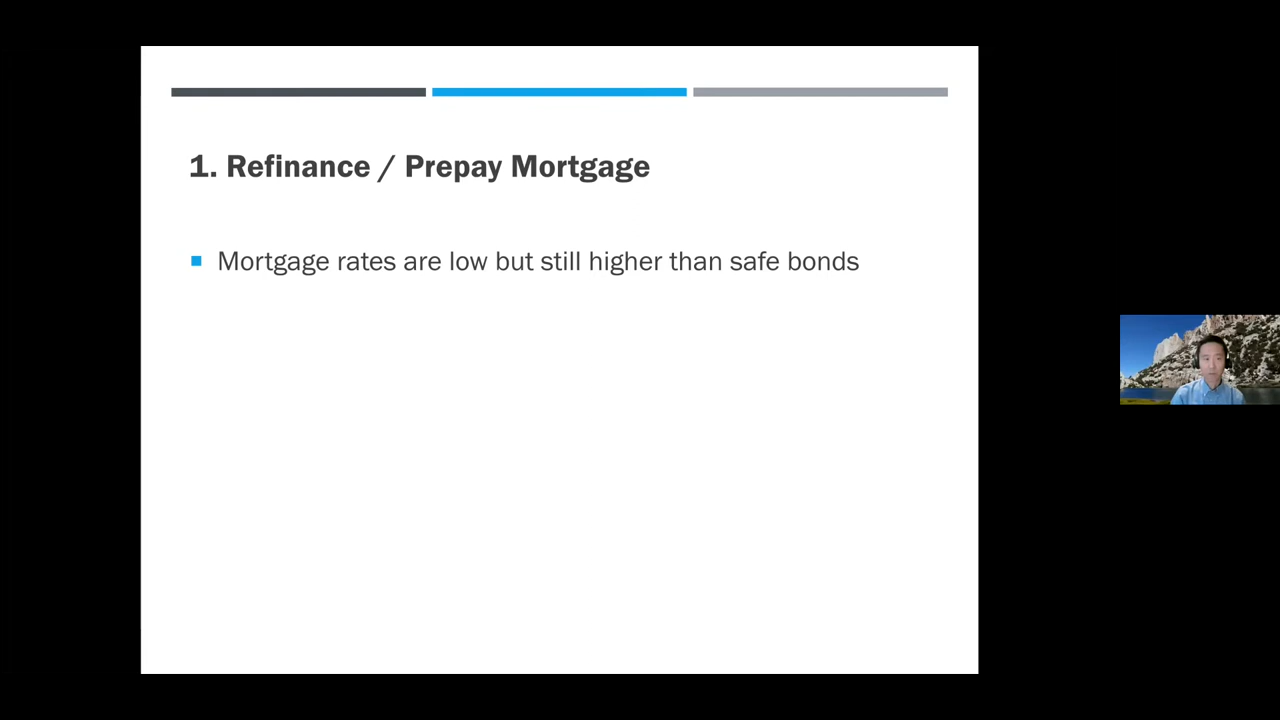 1. Refinance / Prepay Mortgage
Mortgage rates are low but still higher than safe bonds